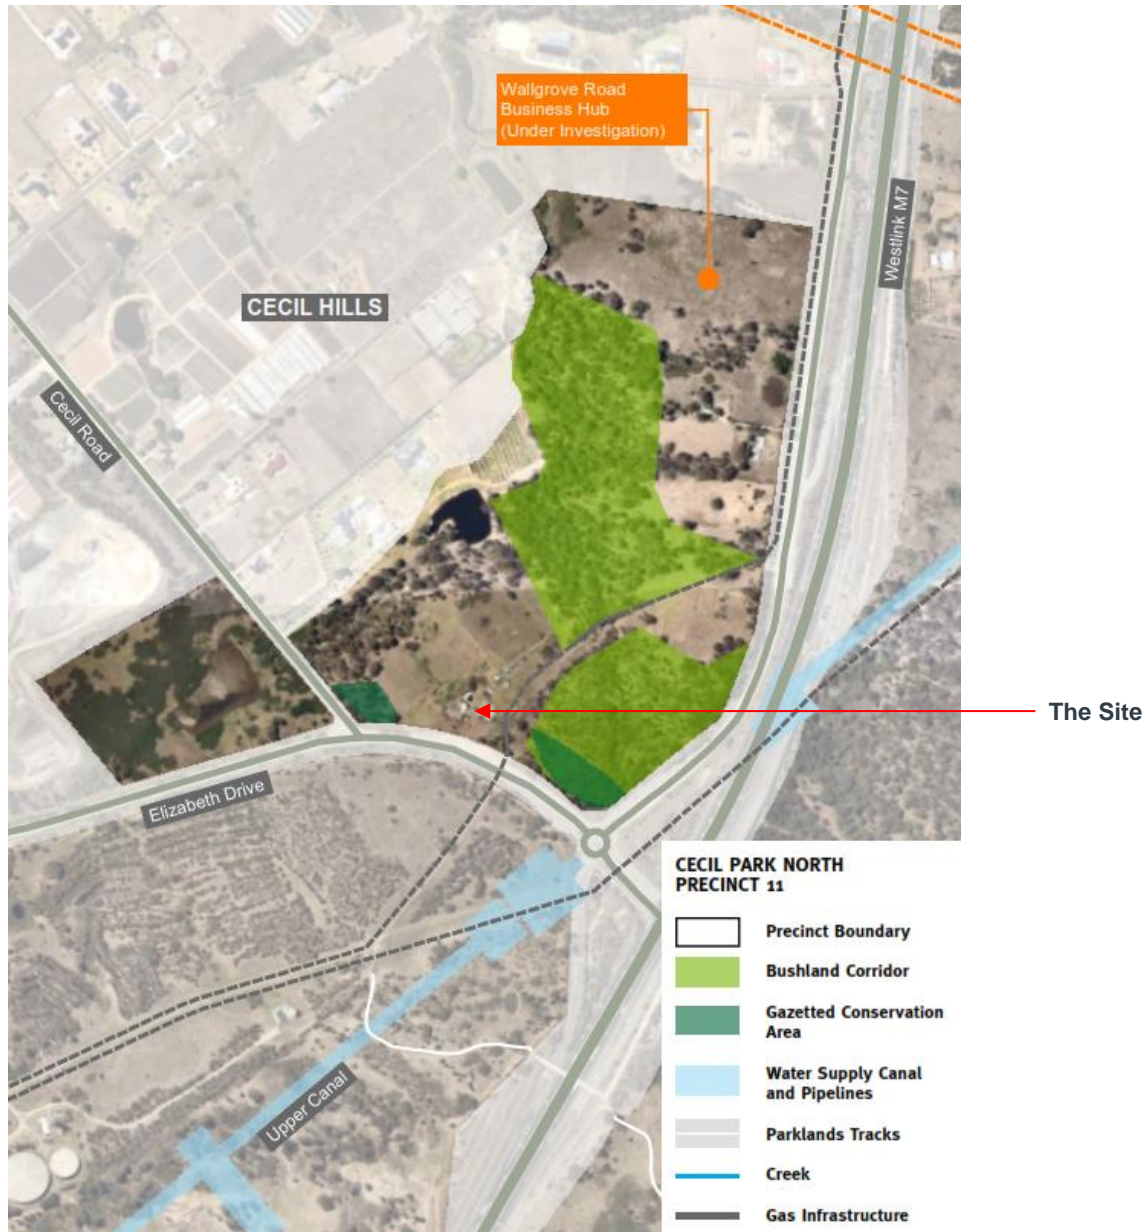 Wallgrove Road
Business Hub
(Under Investigation)
Westlink M7
CECIL HILLS
Cecil Road
The Site
Elizabeth Drive
Upper Canal
CECIL PARK NORTH
PRECINCT 11
Precinct Boundary
Bushland Corridor
Gazetted Conservation
Area
Water Supply Canal
and Pipelines
Parklands Tracks
Creek
Gas Infrastructure